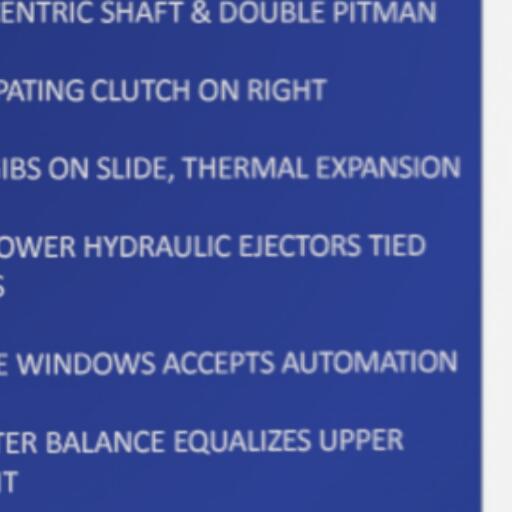 ENTRIC SHAFT & DOUBLE PITMAN
PATING CLUTCH ON RIGHT
IBS ON SLIDE, THERMAL EXPANSION
OWER HYDRAULIC EJECTORS TIED
S
E WINDOWS ACCEPTS AUTOMATION
TER BALANCE EQUALIZES UPPER